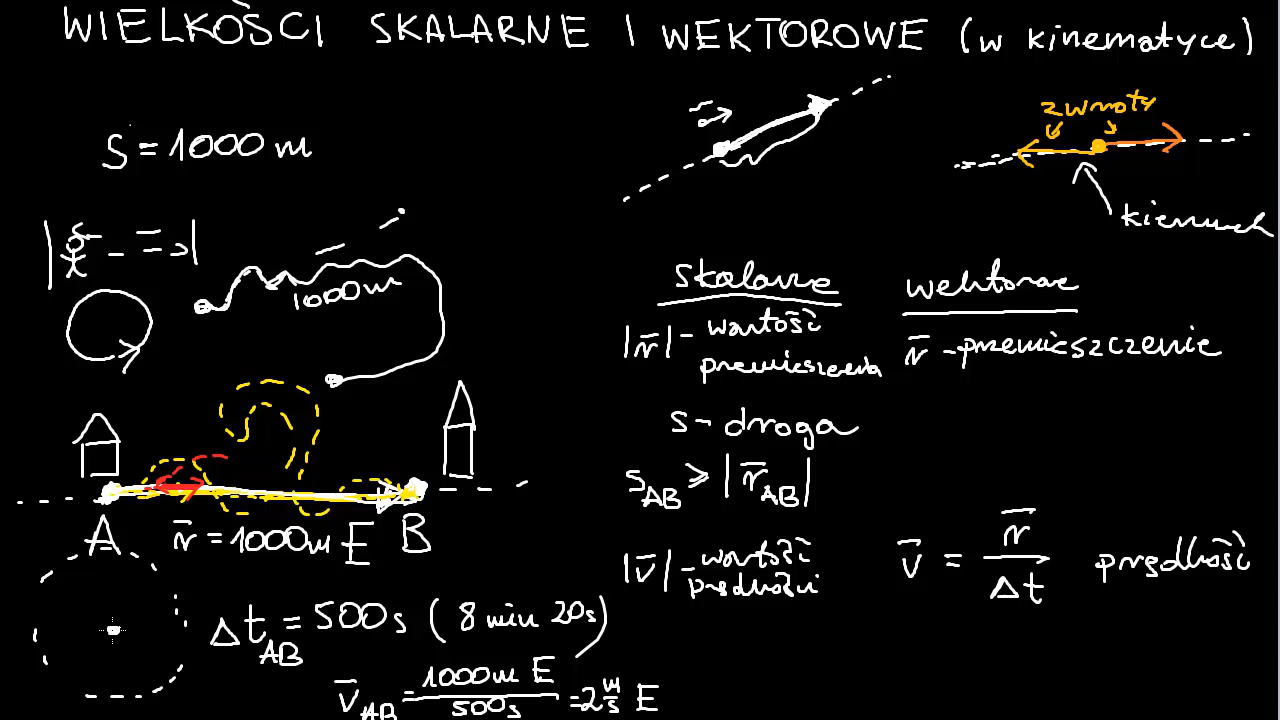 WIELKOŚCI SKALARNE I WEKTOROWE (w kinematyce)
S = 1000 m
1000 m
zwroty
kierunek
skalarne
|r̄| - wartość
przemieszczenia
s - droga
s_AB ≥ |r̄_AB|
|v̄| - wartość
prędkości
wektorowe
r̄ - przemieszczenie
v̄ = r̄ / Δt prędkość
A
B
r̄ = 1000 m E
Δt_AB = 500 s (8 min 20s)
v̄_AB = 1000 m E / 500 s = 2 m/s E